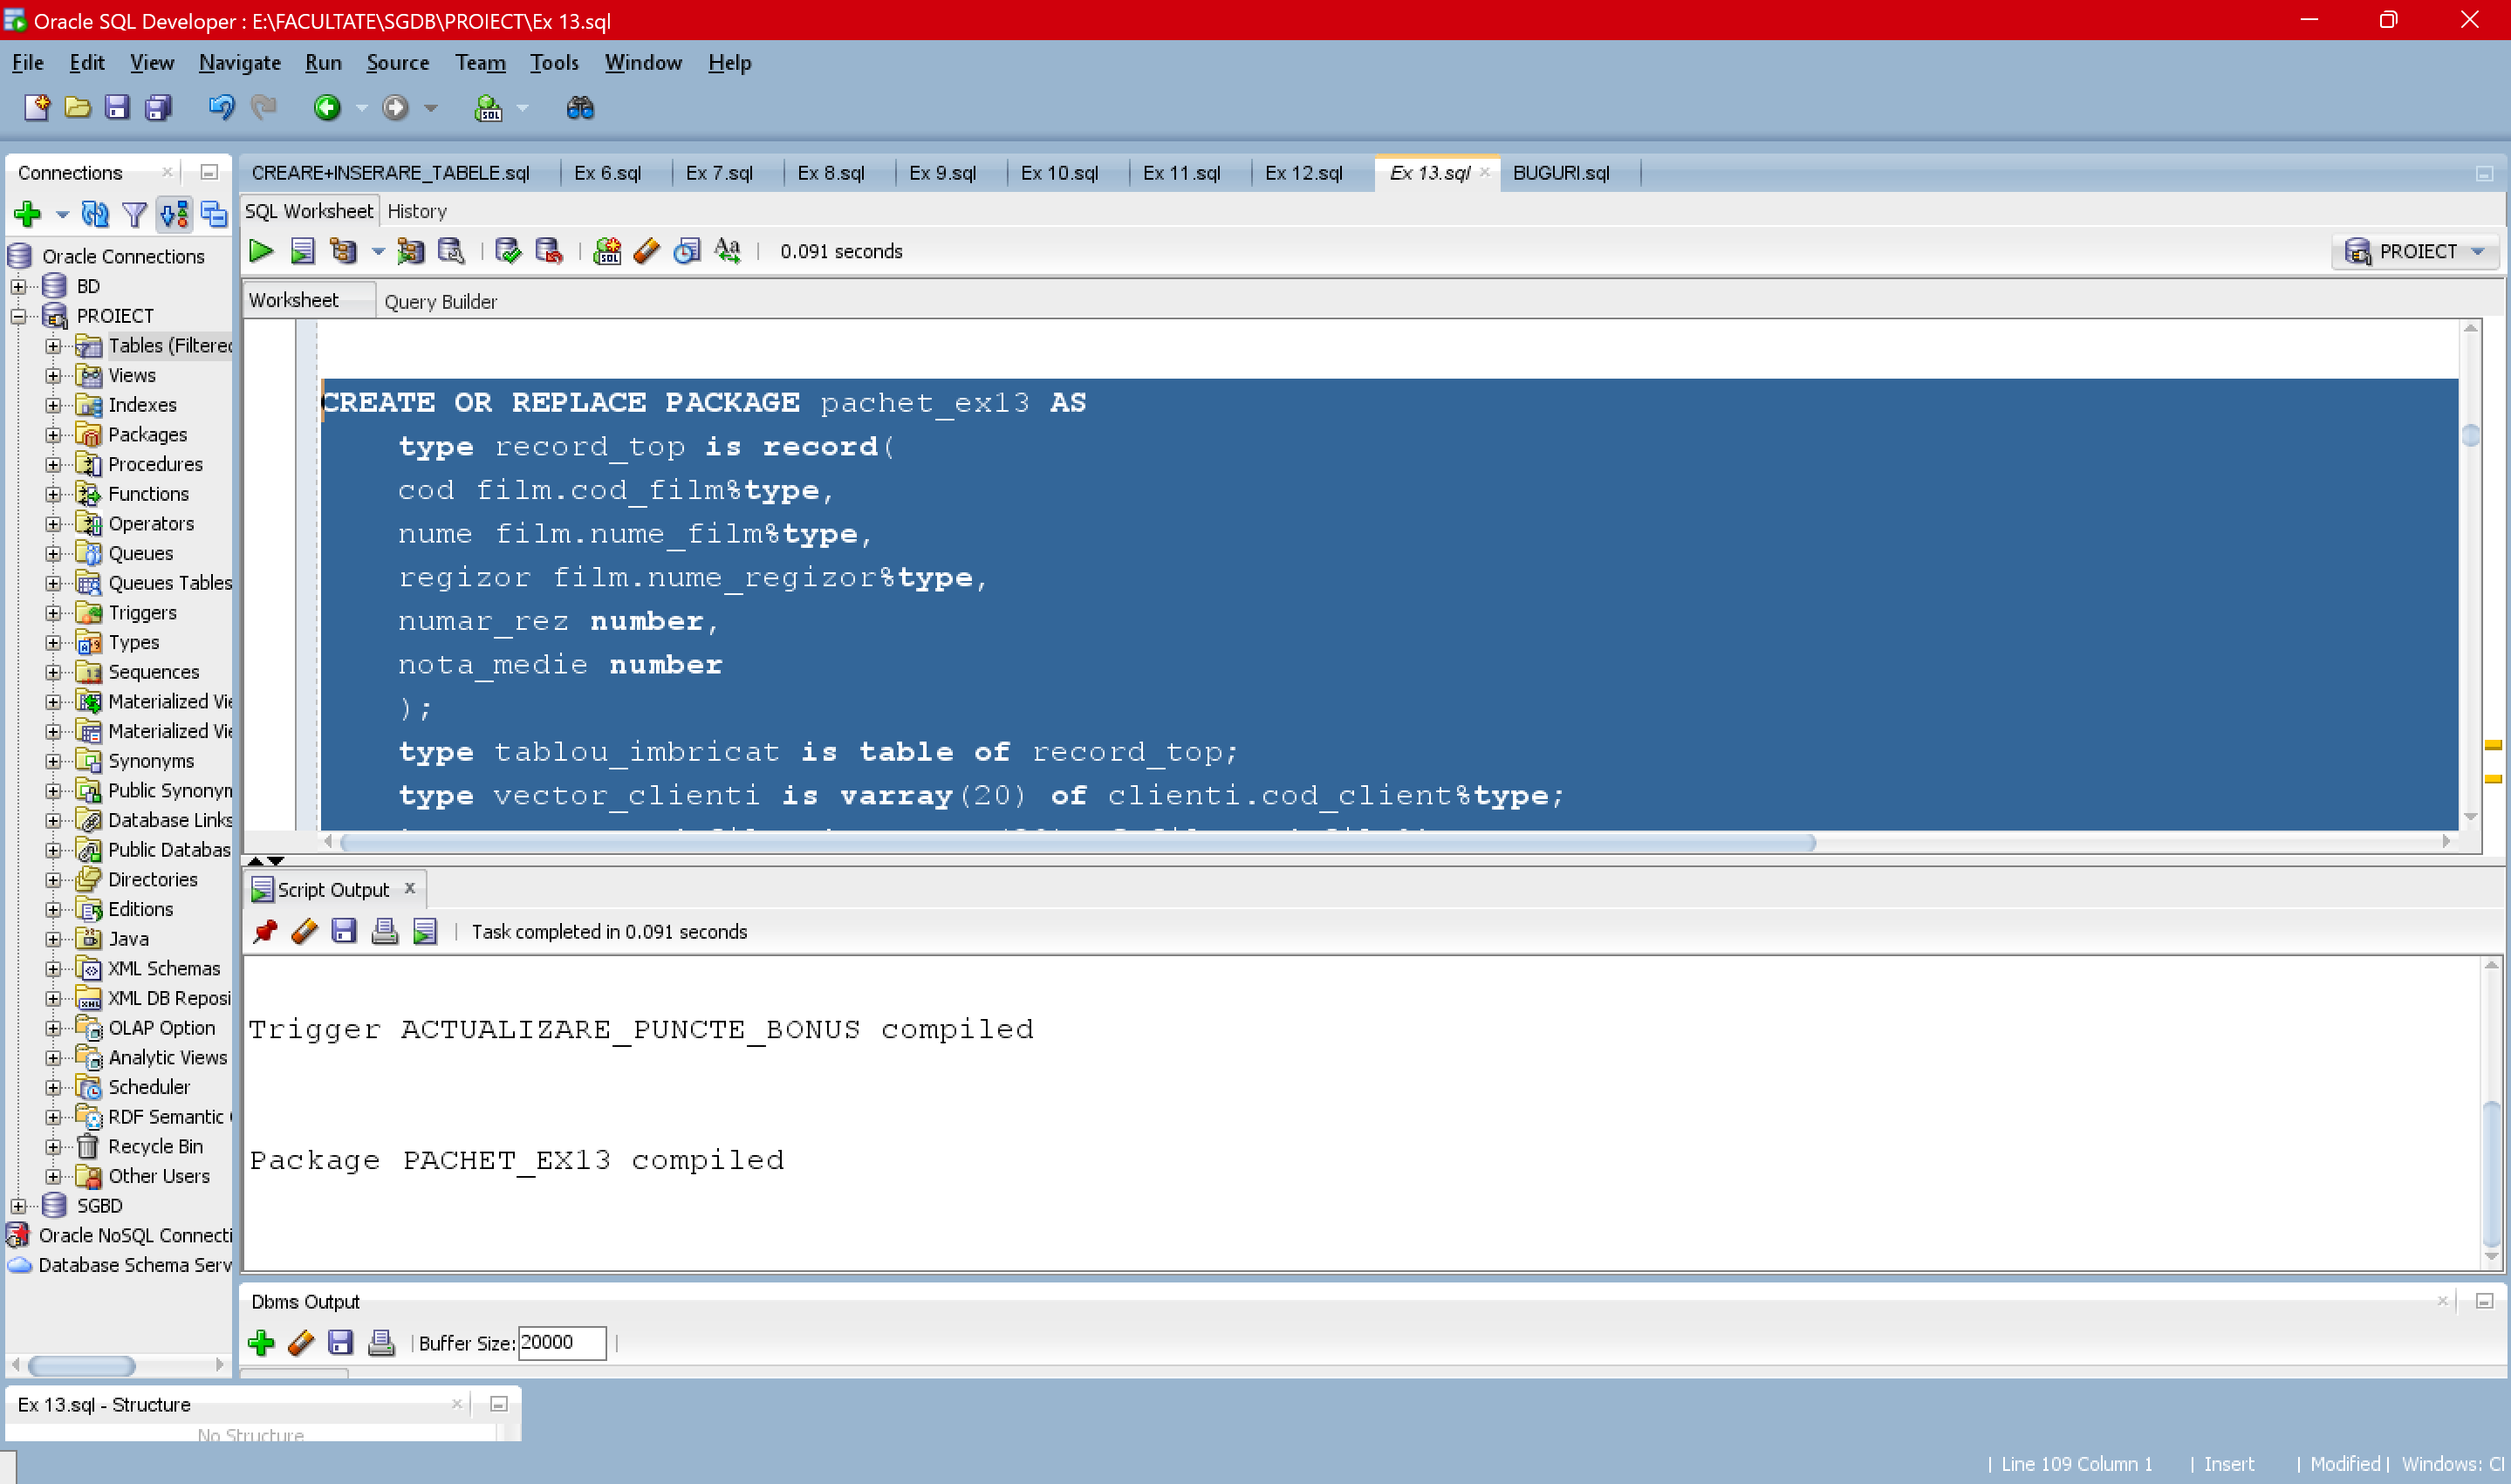 Oracle SQL Developer : E:\FACULTATE\SGDB\PROIECT\Ex 13.sql
File Edit View Navigate Run Source Team Tools Window Help
Connections
CREARE+INSERARE_TABELE.sql Ex 6.sql Ex 7.sql Ex 8.sql Ex 9.sql Ex 10.sql Ex 11.sql Ex 12.sql Ex 13.sql BUGURI.sql
SQL Worksheet History
0.091 seconds
PROIECT
Worksheet Query Builder
Oracle Connections
BD
PROIECT
Tables (Filtered
Views
Indexes
Packages
Procedures
Functions
Operators
Queues
Queues Tables
Triggers
Types
Sequences
Materialized Vie
Materialized Vie
Synonyms
Public Synonym
Database Links
Public Databas
Directories
Editions
Java
XML Schemas
XML DB Reposi
OLAP Option
Analytic Views
Scheduler
RDF Semantic
Recycle Bin
Other Users
SGBD
Oracle NoSQL Connecti
Database Schema Serv
CREATE OR REPLACE PACKAGE pachet_ex13 AS
type record_top is record(
cod film.cod_film%type,
nume film.nume_film%type,
regizor film.nume_regizor%type,
numar_rez number,
nota_medie number
);
type tablou_imbricat is table of record_top;
type vector_clienti is varray(20) of clienti.cod_client%type;
Script Output
Task completed in 0.091 seconds
Trigger ACTUALIZARE_PUNCTE_BONUS compiled
Package PACHET_EX13 compiled
Dbms Output
Buffer Size: 20000
Ex 13.sql - Structure
No Structure
| Line 109 Column 1 | Insert | Modified | Windows: Cl